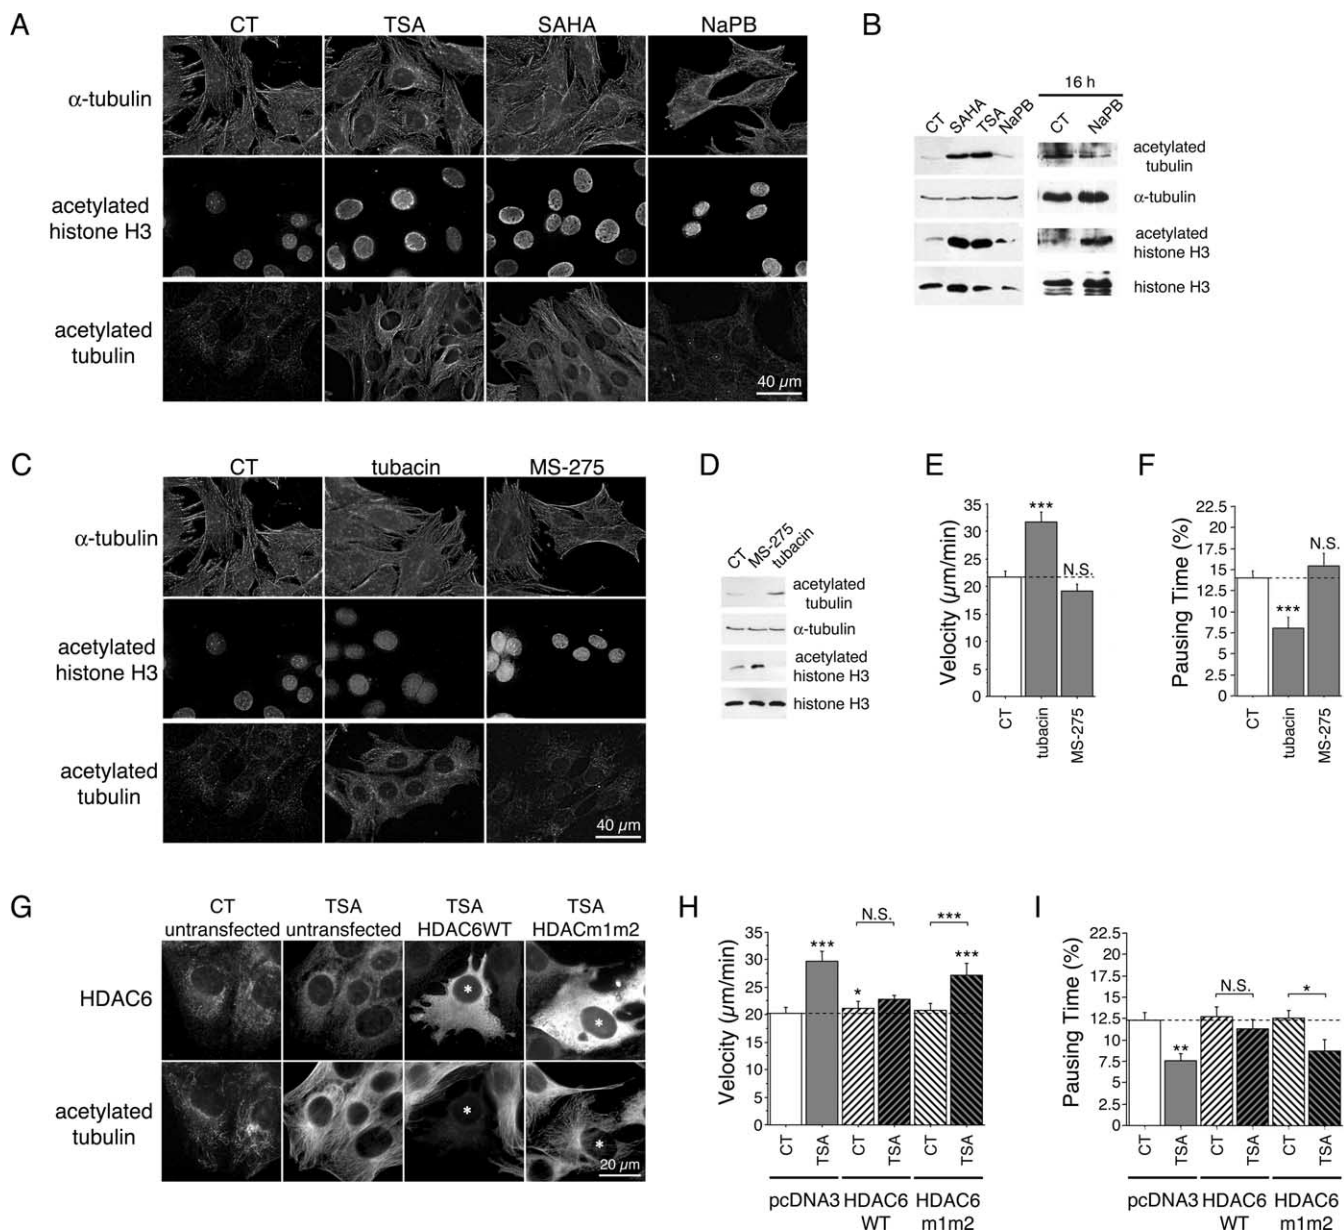 A
CT TSA SAHA NaPB
α-tubulin
acetylated
histone H3
acetylated
tubulin
40 µm
B
16 h
CT SAHA TSA NaPB CT NaPB
acetylated
tubulin
α-tubulin
acetylated
histone H3
histone H3
C
CT tubacin MS-275
α-tubulin
acetylated
histone H3
acetylated
tubulin
40 µm
D
CT MS-275 tubacin
acetylated
tubulin
α-tubulin
acetylated
histone H3
histone H3
E
Velocity (µm/min)
35
30
25
20
15
10
5
0
***
N.S.
CT tubacin MS-275
F
Pausing Time (%)
22.5
20
17.5
15
12.5
10
7.5
5
2.5
0
***
N.S.
CT tubacin MS-275
G
CT TSA TSA TSA
untransfected untransfected HDAC6WT HDACm1m2
HDAC6
* *
acetylated
tubulin
* *
20 µm
H
Velocity (µm/min)
35
30
25
20
15
10
5
0
N.S. ***
*** * ***
CT TSA CT TSA CT TSA
pcDNA3 HDAC6 HDAC6
WT m1m2
I
Pausing Time (%)
22.5
20
17.5
15
12.5
10
7.5
5
2.5
0
N.S. *
**
CT TSA CT TSA CT TSA
pcDNA3 HDAC6 HDAC6
WT m1m2